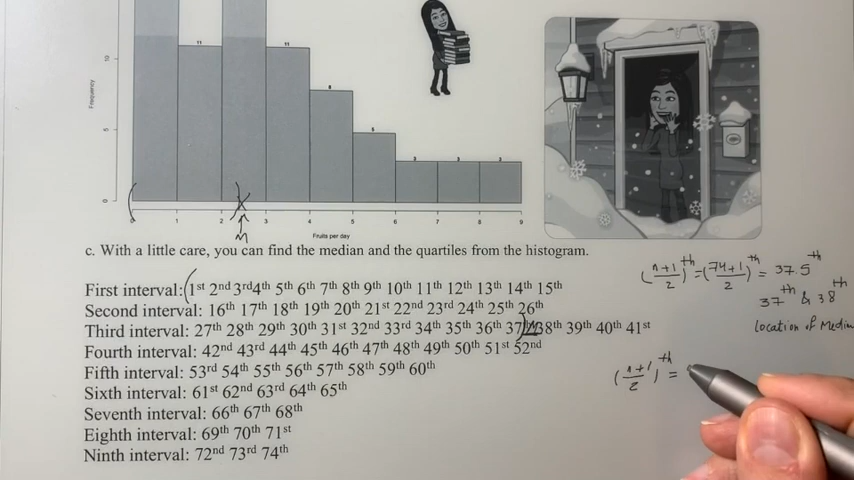 11
11
8
5
3
3
3
10
5
0
Frequency
0 1 2 3 4 5 6 7 8 9
Fruits per day
M
c. With a little care, you can find the median and the quartiles from the histogram.
First interval: (1st 2nd 3rd4th 5th 6th 7th 8th 9th 10th 11th 12th 13th 14th 15th
Second interval: 16th 17th 18th 19th 20th 21st 22nd 23rd 24th 25th 26th
Third interval: 27th 28th 29th 30th 31st 32nd 33rd 34th 35th 36th 37th) M 38th 39th 40th 41st
Fourth interval: 42nd 43rd 44th 45th 46th 47th 48th 49th 50th 51st 52nd
Fifth interval: 53rd 54th 55th 56th 57th 58th 59th 60th
Sixth interval: 61st 62nd 63rd 64th 65th
Seventh interval: 66th 67th 68th
Eighth interval: 69th 70th 71st
Ninth interval: 72nd 73rd 74th
(n+1/2)th = (74+1/2)th = 37.5th
37th & 38th
Location of Media
(n+1/2)th =